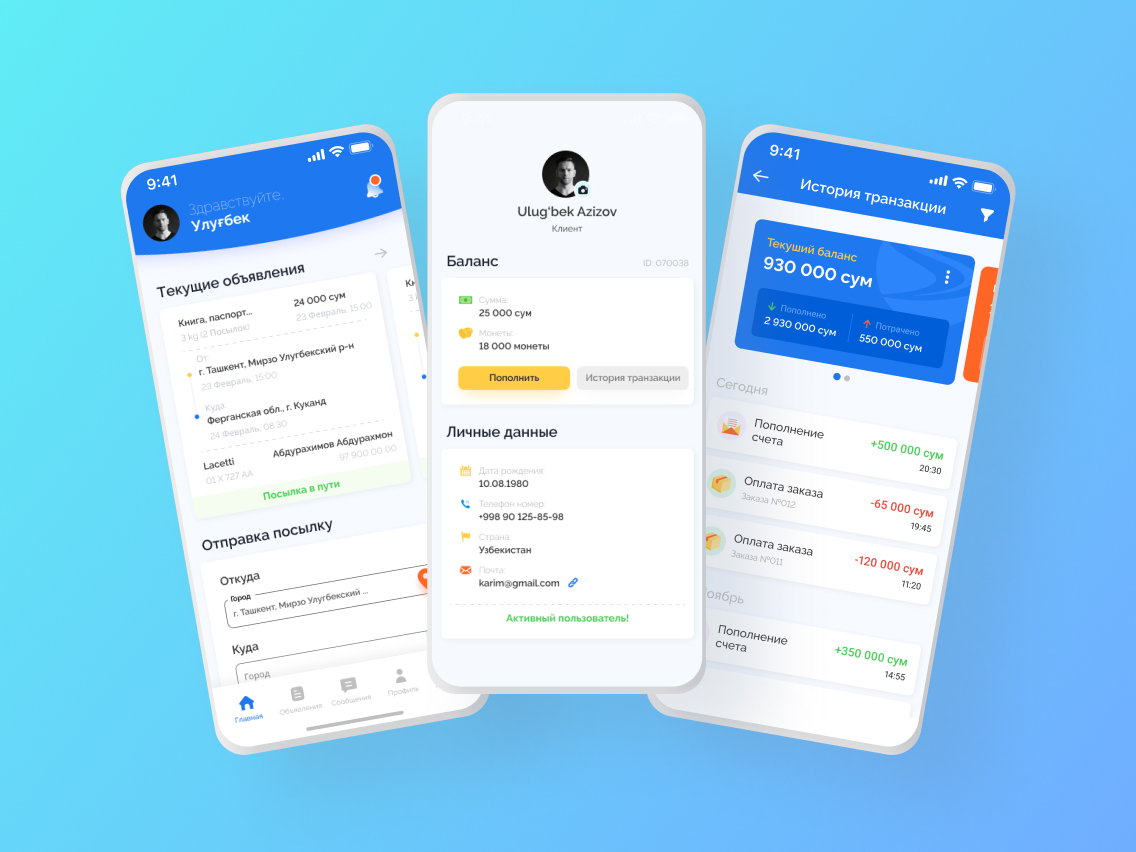 9:41
Здравствуйте,
Улуғбек
Текущие объявления
Книга, паспорт...
24 000 сум
3 kg (2 Посылок)
23 Февраль, 15:00
От:
г. Ташкент, Мирзо Улугбекский р-н
23 Февраль, 15:00
Куда:
Ферганская обл., г. Куканд
24 Февраль, 08:30
Lacetti
Абдурахимов Абдурахмон
01 X 727 AA
97 900 00 00
Посылка в пути
Отправка посылку
Откуда
Город
г. Ташкент, Мирзо Улугбекский ...
Куда
Город
Главная
Объявления
Сообщения
Профиль
Ulug'bek Azizov
Клиент
Баланс
ID: 070038
Сумма:
25 000 сум
Монеты:
18 000 монеты
Пополнить
История транзакции
Личные данные
Дата рождения
10.08.1980
Телефон номер:
+998 90 125-85-98
Страна:
Узбекистан
Почта:
karim@gmail.com
Активный пользователь!
9:41
История транзакции
Текуший баланс
930 000 сум
Пополнено
2 930 000 сум
Потрачено
550 000 сум
Сегодня
Пополнение
счета
+500 000 сум
20:30
Оплата заказа
Заказа №012
-65 000 сум
19:45
Оплата заказа
Заказа №011
-120 000 сум
11:20
оябрь
Пополнение
счета
+350 000 сум
14:55